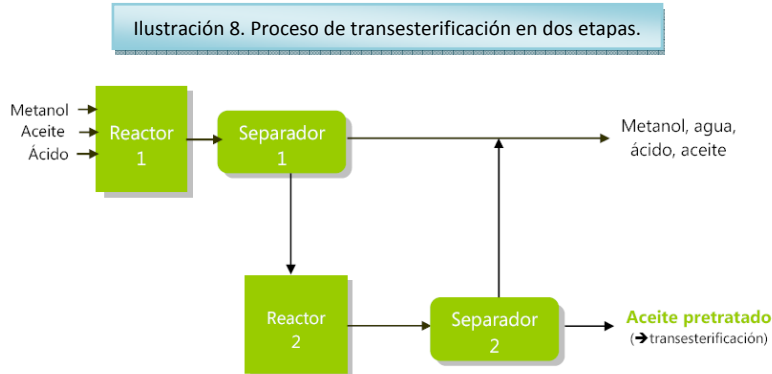 Ilustración 8. Proceso de transesterificación en dos etapas.
Metanol
Aceite
Ácido
Reactor
1
Separador
1
Metanol, agua,
ácido, aceite
Reactor
2
Separador
2
Aceite pretratado
(➔transesterificación)